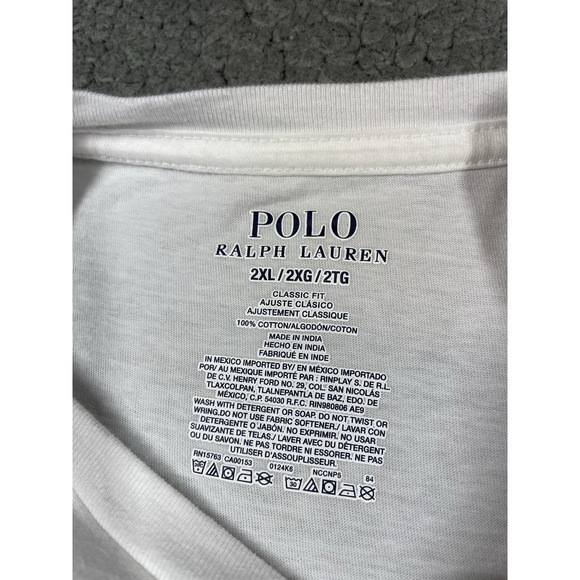 POLO
RALPH LAUREN
2XL/2XG/2TG
CLASSIC FIT
AJUSTE CLÁSICO
AJUSTEMENT CLASSIQUE
100% COTTON/ALGODÓN/COTON
MADE IN INDIA
HECHO EN INDIA
FABRIQUÉ EN INDE
IN MEXICO IMPORTED BY/ EN MÉXICO IMPORTADO
POR/ AU MEXIQUE IMPORTÉ PAR : RINPLAY S. DE R.L.
DE C.V. HENRY FORD NO. 29, COL. SAN NICOLÁS
TLAXCOLPAN, TLALNEPANTLA DE BAZ, EDO. DE
MÉXICO, C.P. 54030 R.F.C. RIN980806 AE9
WASH WITH DETERGENT OR SOAP. DO NOT TWIST OR
WRING.DO NOT USE FABRIC SOFTENER./ LAVAR CON
DETERGENTE O JABÓN. NO EXPRIMIR. NO USAR
SUAVIZANTE DE TELAS./ LAVER AVEC DU DÉTERGENT
OU DU SAVON. NE PAS TORDRE NI ESSORER. NE PAS
UTILISER D'ASSOUPLISSEUR.
RN15763 CA00153 0124K6 NCCNP5 84
30